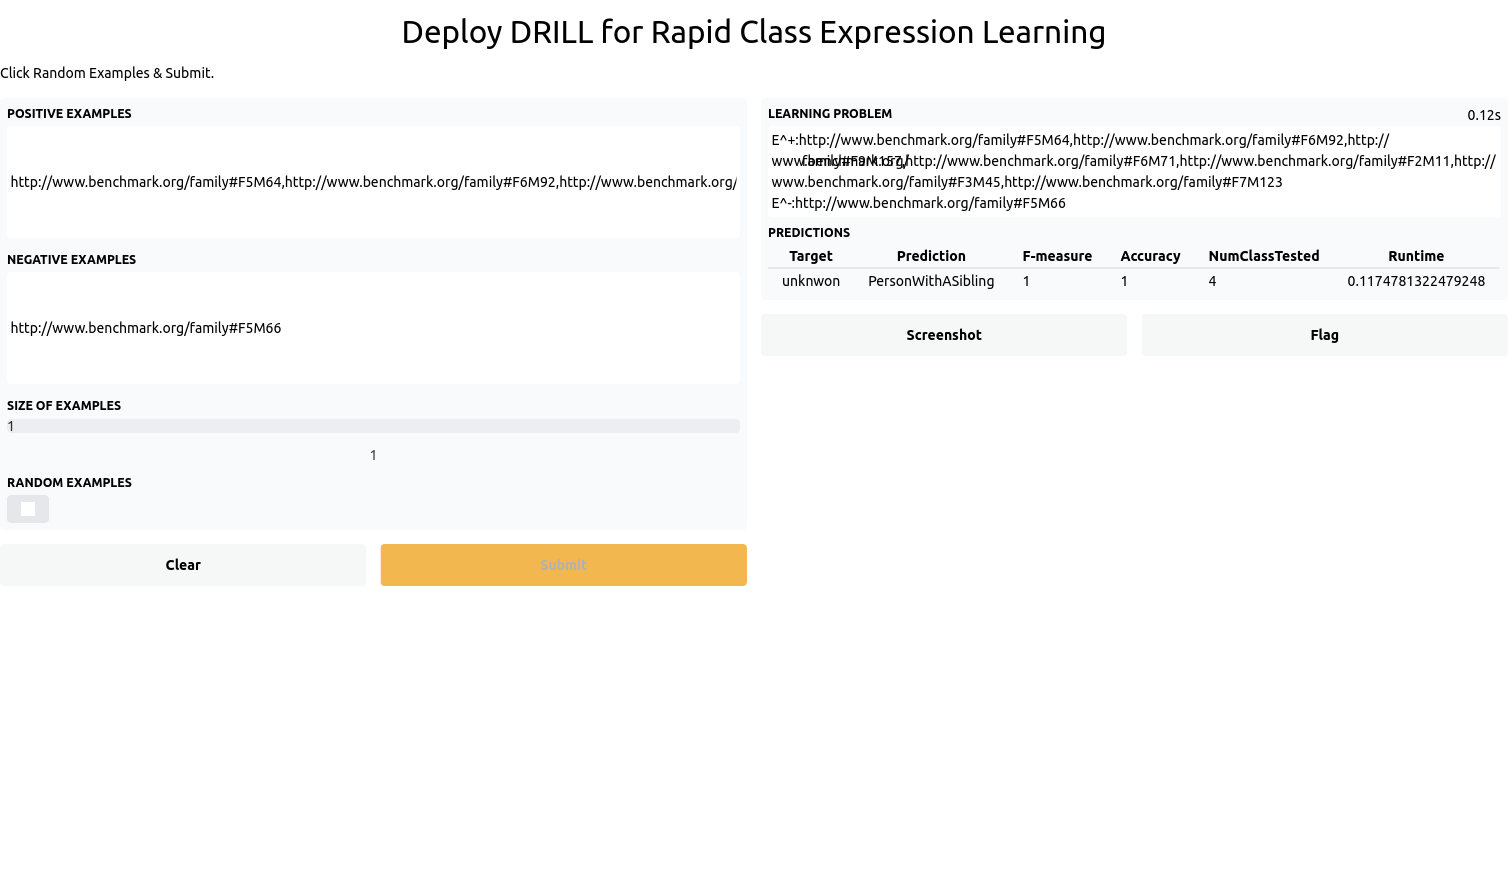 Deploy DRILL for Rapid Class Expression Learning
Click Random Examples & Submit.
POSITIVE EXAMPLES
http://www.benchmark.org/family#F5M64,http://www.benchmark.org/family#F6M92,http://www.benchmark.org/
NEGATIVE EXAMPLES
http://www.benchmark.org/family#F5M66
SIZE OF EXAMPLES
1
1
RANDOM EXAMPLES
Clear
Submit
LEARNING PROBLEM
0.12s
E^+:http://www.benchmark.org/family#F5M64,http://www.benchmark.org/family#F6M92,http://
http://www.benchmark.org/family#F6M71,http://www.benchmark.org/family#F2M11,http://
www.benchmark.org/family#F3M45,http://www.benchmark.org/family#F7M123
E^-:http://www.benchmark.org/family#F5M66
PREDICTIONS
Target Prediction F-measure Accuracy NumClassTested Runtime
unknwon PersonWithASibling 1 1 4 0.1174781322479248
Screenshot
Flag